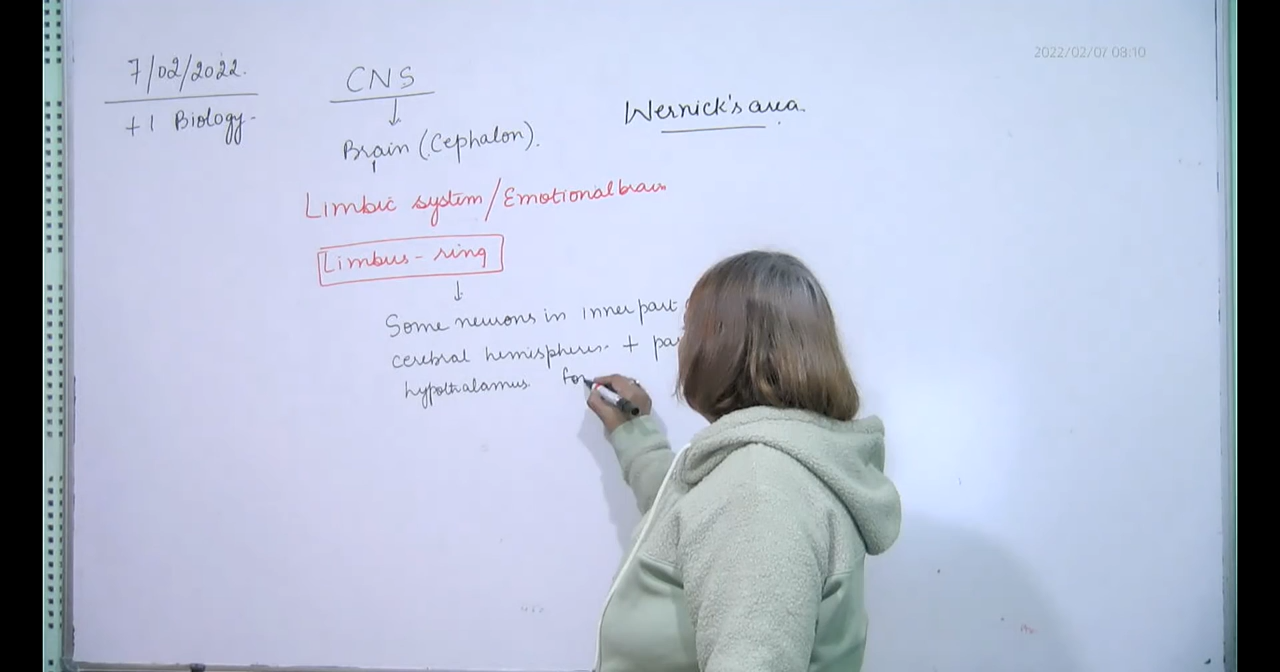 2022/02/07 08:10
7/02/2022.
+1 Biology-
CNS
↓
Brain (Cephalon).
Wernick's area.
Limbic system/Emotional brain
Limbus - ring
↓
Some neurons in inner part
cerebral hemispheres + pa
hypothalamus. fo